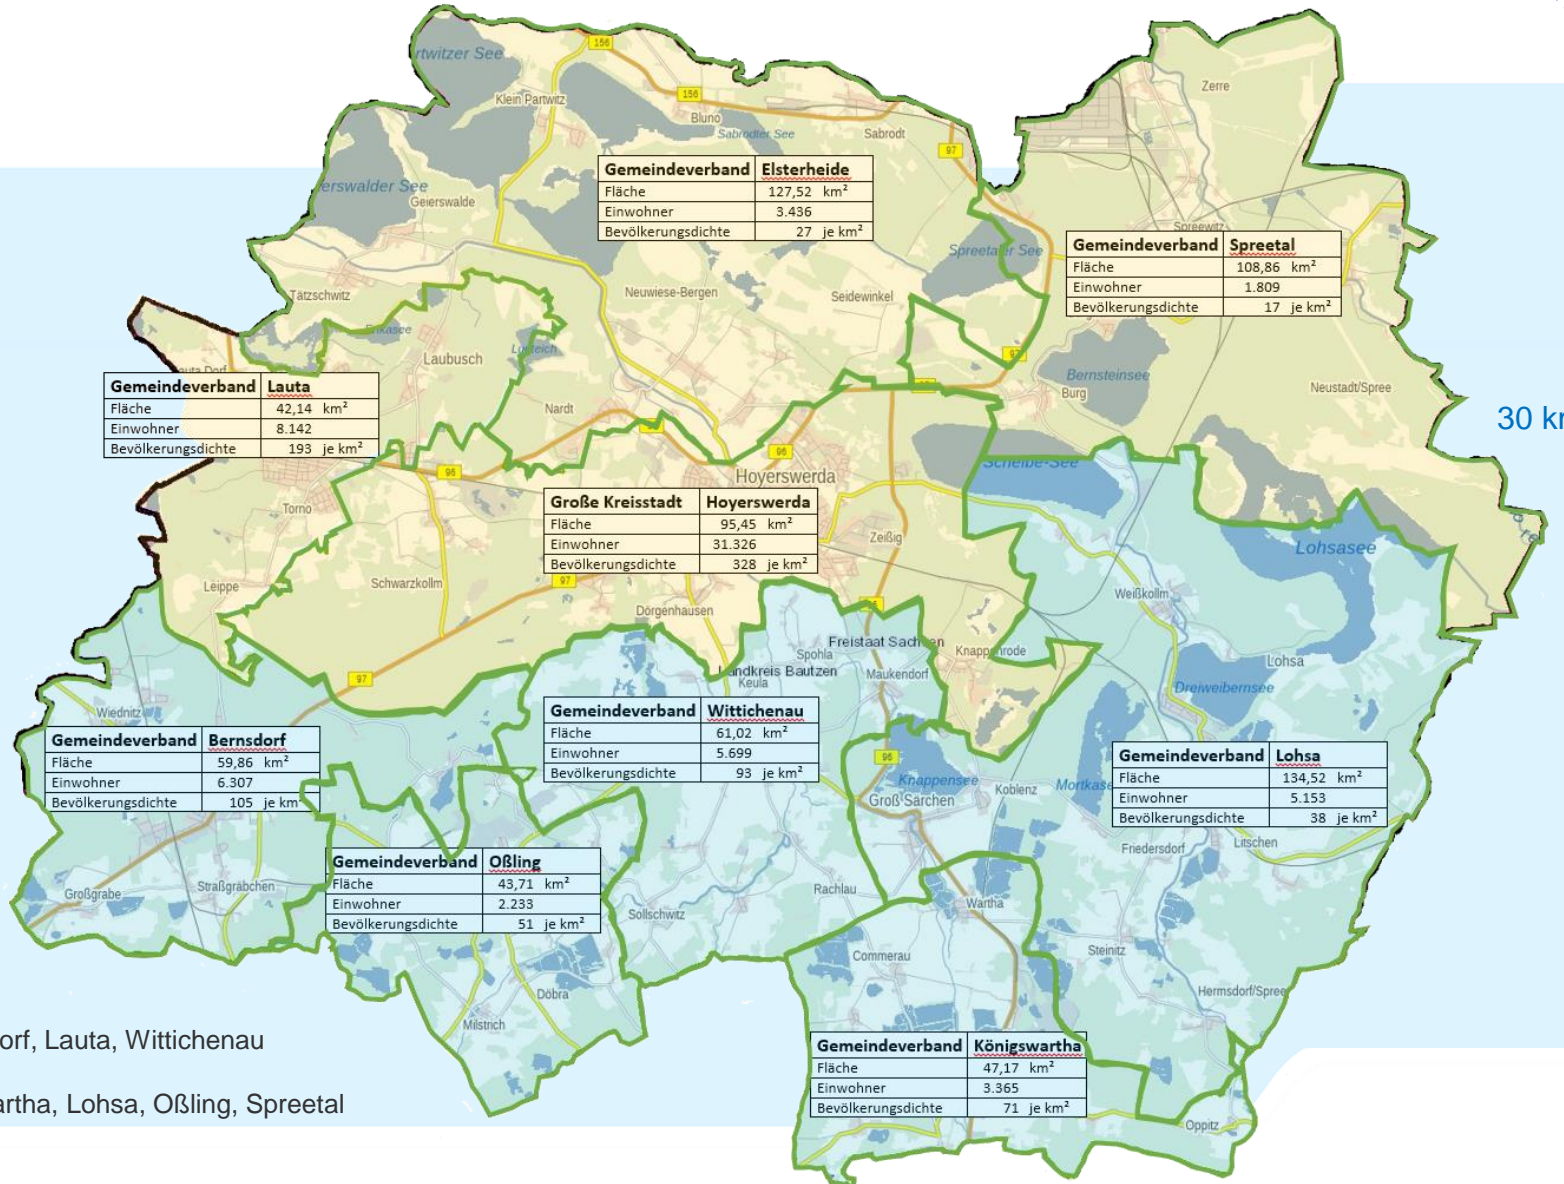 rtwitzer See
156
Klein Partwitz
156
Bluno
Sabrodter See
Sabrodt
97
Zerre
erswalder See
Geierswalde
Gemeindeverband Elsterheide
Fläche 127,52 km²
Einwohner 3.436
Bevölkerungsdichte 27 je km²
Spreewitz
Spreetaler See
Gemeindeverband Spreetal
Fläche 108,86 km²
Einwohner 1.809
Bevölkerungsdichte 17 je km²
Tätzschwitz
Neuwiese-Bergen
Seidewinkel
Erikasee
Laubusch
Lugteich
97
Lauta Dorf
Bernsteinsee
Burg
Neustadt/Spree
Gemeindeverband Lauta
Fläche 42,14 km²
Einwohner 8.142
Bevölkerungsdichte 193 je km²
Nardt
30 kr
96
96
Hoyerswerda
Scheibe-See
Große Kreisstadt Hoyerswerda
Fläche 95,45 km²
Einwohner 31.326
Bevölkerungsdichte 328 je km²
Torno
Zeißig
Lohsasee
Leippe
Schwarzkollm
97
Dörgenhausen
Weißkollm
Freistaat Sachsen
Spohla
Knappenrode
Landkreis Bautzen
Keula
Maukendorf
Lohsa
97
Dreiweibernsee
Wiednitz
Gemeindeverband Wittichenau
Fläche 61,02 km²
Einwohner 5.699
Bevölkerungsdichte 93 je km²
Gemeindeverband Bernsdorf
Fläche 59,86 km²
Einwohner 6.307
Bevölkerungsdichte 105 je km²
96
Knappensee
Groß Särchen
Koblenz
Mortkase
Gemeindeverband Lohsa
Fläche 134,52 km²
Einwohner 5.153
Bevölkerungsdichte 38 je km²
Friedersdorf
Litschen
Gemeindeverband Oßling
Fläche 43,71 km²
Einwohner 2.233
Bevölkerungsdichte 51 je km²
Großgrabe
Straßgräbchen
Rachlau
Wartha
Sollschwitz
Commerau
Steinitz
Döbra
Hermsdorf/Spree
Milstrich
orf, Lauta, Wittichenau
Gemeindeverband Königswartha
Fläche 47,17 km²
Einwohner 3.365
Bevölkerungsdichte 71 je km²
artha, Lohsa, Oßling, Spreetal
Oppitz